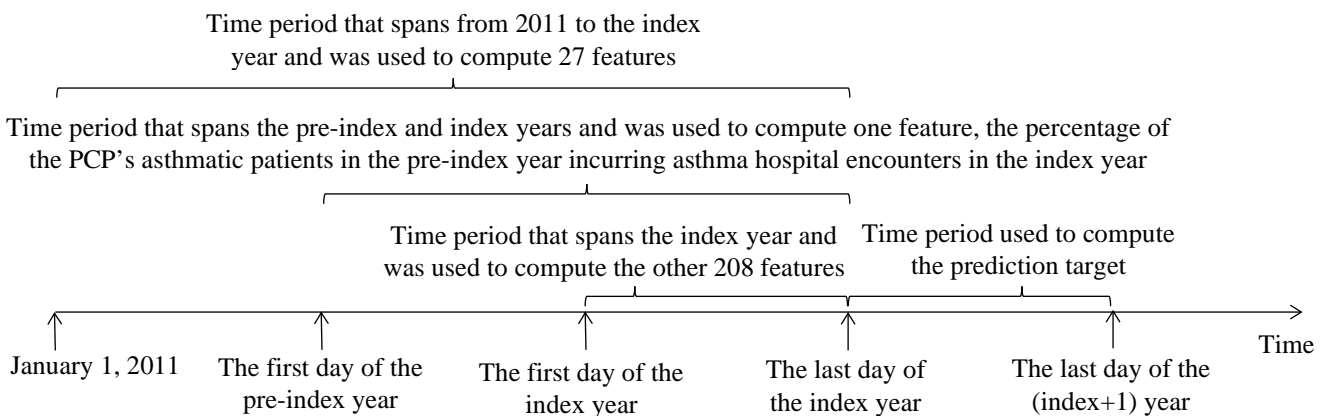 Time period that spans from 2011 to the index
year and was used to compute 27 features
Time period that spans the pre-index and index years and was used to compute one feature, the percentage of
the PCP's asthmatic patients in the pre-index year incurring asthma hospital encounters in the index year
Time period that spans the index year and
was used to compute the other 208 features
Time period used to compute
the prediction target
January 1, 2011
The first day of the
pre-index year
The first day of the
index year
The last day of
the index year
The last day of the
(index+1) year
Time